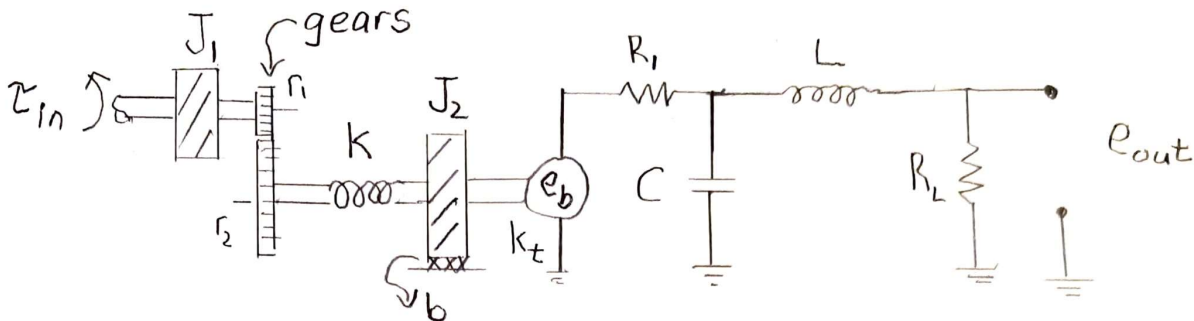 gears
J₁
r₁
τin
J₂
K
r₂
b
eb
kt
R₁
L
C
RL
eout